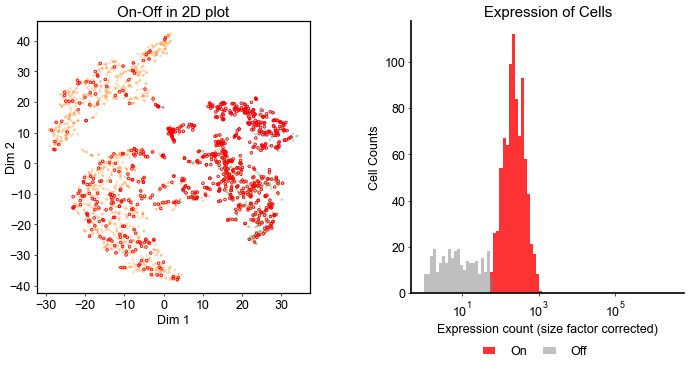 On-Off in 2D plot
40
30
20
10
0
−10
−20
−30
−40
Dim 2
−30 −20 −10 0 10 20 30
Dim 1
Expression of Cells
100
80
60
40
20
0
Cell Counts
10^1 10^3 10^5
Expression count (size factor corrected)
On Off